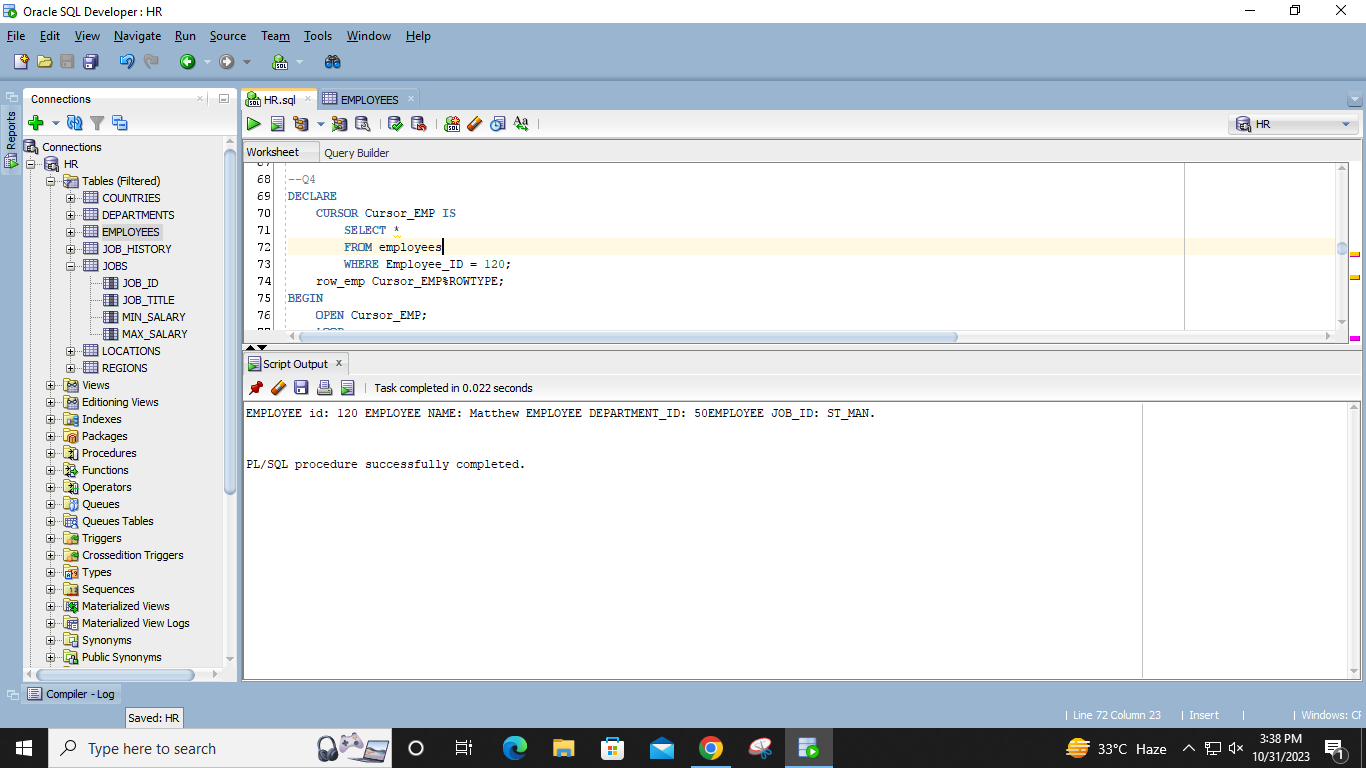 Oracle SQL Developer : HR
File Edit View Navigate Run Source Team Tools Window Help
Reports
Connections
HR.sql
EMPLOYEES
HR
Worksheet
Query Builder
Connections
HR
Tables (Filtered)
COUNTRIES
DEPARTMENTS
EMPLOYEES
JOB_HISTORY
JOBS
JOB_ID
JOB_TITLE
MIN_SALARY
MAX_SALARY
LOCATIONS
REGIONS
Views
Editioning Views
Indexes
Packages
Procedures
Functions
Operators
Queues
Queues Tables
Triggers
Crossedition Triggers
Types
Sequences
Materialized Views
Materialized View Logs
Synonyms
Public Synonyms
68 --Q4
69 DECLARE
70 CURSOR Cursor_EMP IS
71 SELECT *
72 FROM employees
73 WHERE Employee_ID = 120;
74 row_emp Cursor_EMP%ROWTYPE;
75 BEGIN
76 OPEN Cursor_EMP;
Script Output x
Task completed in 0.022 seconds
EMPLOYEE id: 120 EMPLOYEE NAME: Matthew EMPLOYEE DEPARTMENT_ID: 50EMPLOYEE JOB_ID: ST_MAN.
PL/SQL procedure successfully completed.
Compiler - Log
Saved: HR
Line 72 Column 23
Insert
Windows: CF
Type here to search
33°C Haze
3:38 PM
10/31/2023
1